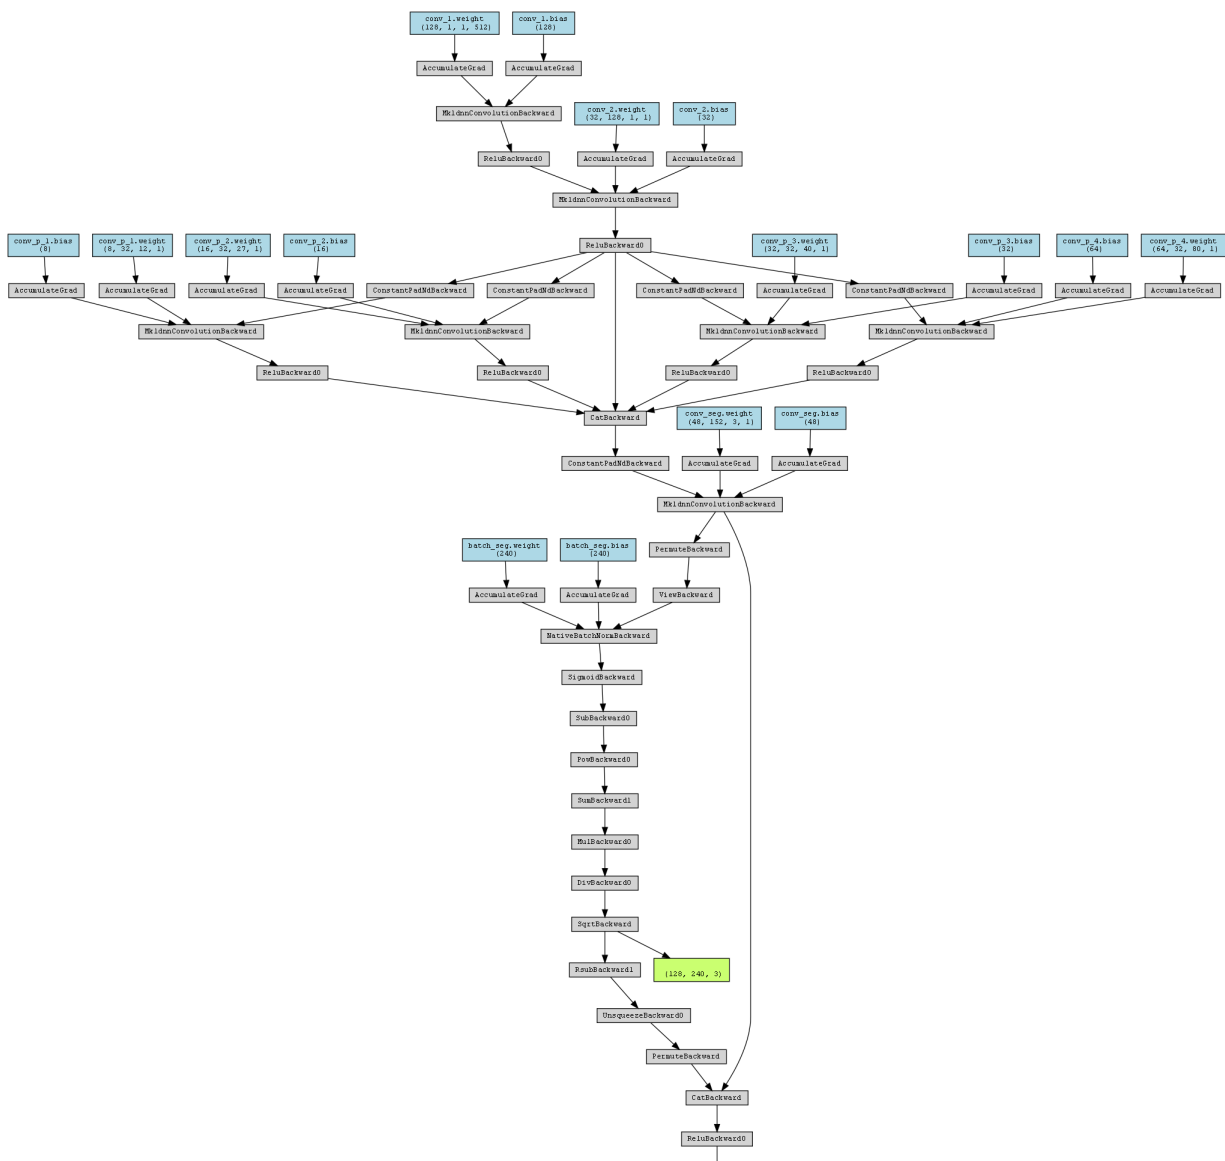 conv_1.weight
(128, 1, 1, 512)
conv_1.bias
(128)
AccumulateGrad
AccumulateGrad
MkldnnConvolutionBackward
conv_2.weight
(32, 128, 1, 1)
conv_2.bias
(32)
ReluBackward0
AccumulateGrad
AccumulateGrad
MkldnnConvolutionBackward
conv_p_1.bias
(8)
conv_p_1.weight
(8, 32, 12, 1)
conv_p_2.weight
(16, 32, 27, 1)
conv_p_2.bias
(16)
ReluBackward0
conv_p_3.weight
(32, 32, 40, 1)
conv_p_3.bias
(32)
conv_p_4.bias
(64)
conv_p_4.weight
(64, 32, 80, 1)
AccumulateGrad
AccumulateGrad
AccumulateGrad
AccumulateGrad
ConstantPadNdBackward
ConstantPadNdBackward
ConstantPadNdBackward
AccumulateGrad
ConstantPadNdBackward
AccumulateGrad
AccumulateGrad
AccumulateGrad
MkldnnConvolutionBackward
MkldnnConvolutionBackward
MkldnnConvolutionBackward
MkldnnConvolutionBackward
ReluBackward0
ReluBackward0
ReluBackward0
ReluBackward0
CatBackward
conv_seg.weight
(48, 152, 3, 1)
conv_seg.bias
(48)
ConstantPadNdBackward
AccumulateGrad
AccumulateGrad
MkldnnConvolutionBackward
batch_seg.weight
(240)
batch_seg.bias
(240)
PermuteBackward
AccumulateGrad
AccumulateGrad
ViewBackward
NativeBatchNormBackward
SigmoidBackward
SubBackward0
PowBackward0
SumBackward1
MulBackward0
DivBackward0
SqrtBackward
RsubBackward1
(128, 240, 3)
UnsqueezeBackward0
PermuteBackward
CatBackward
ReluBackward0